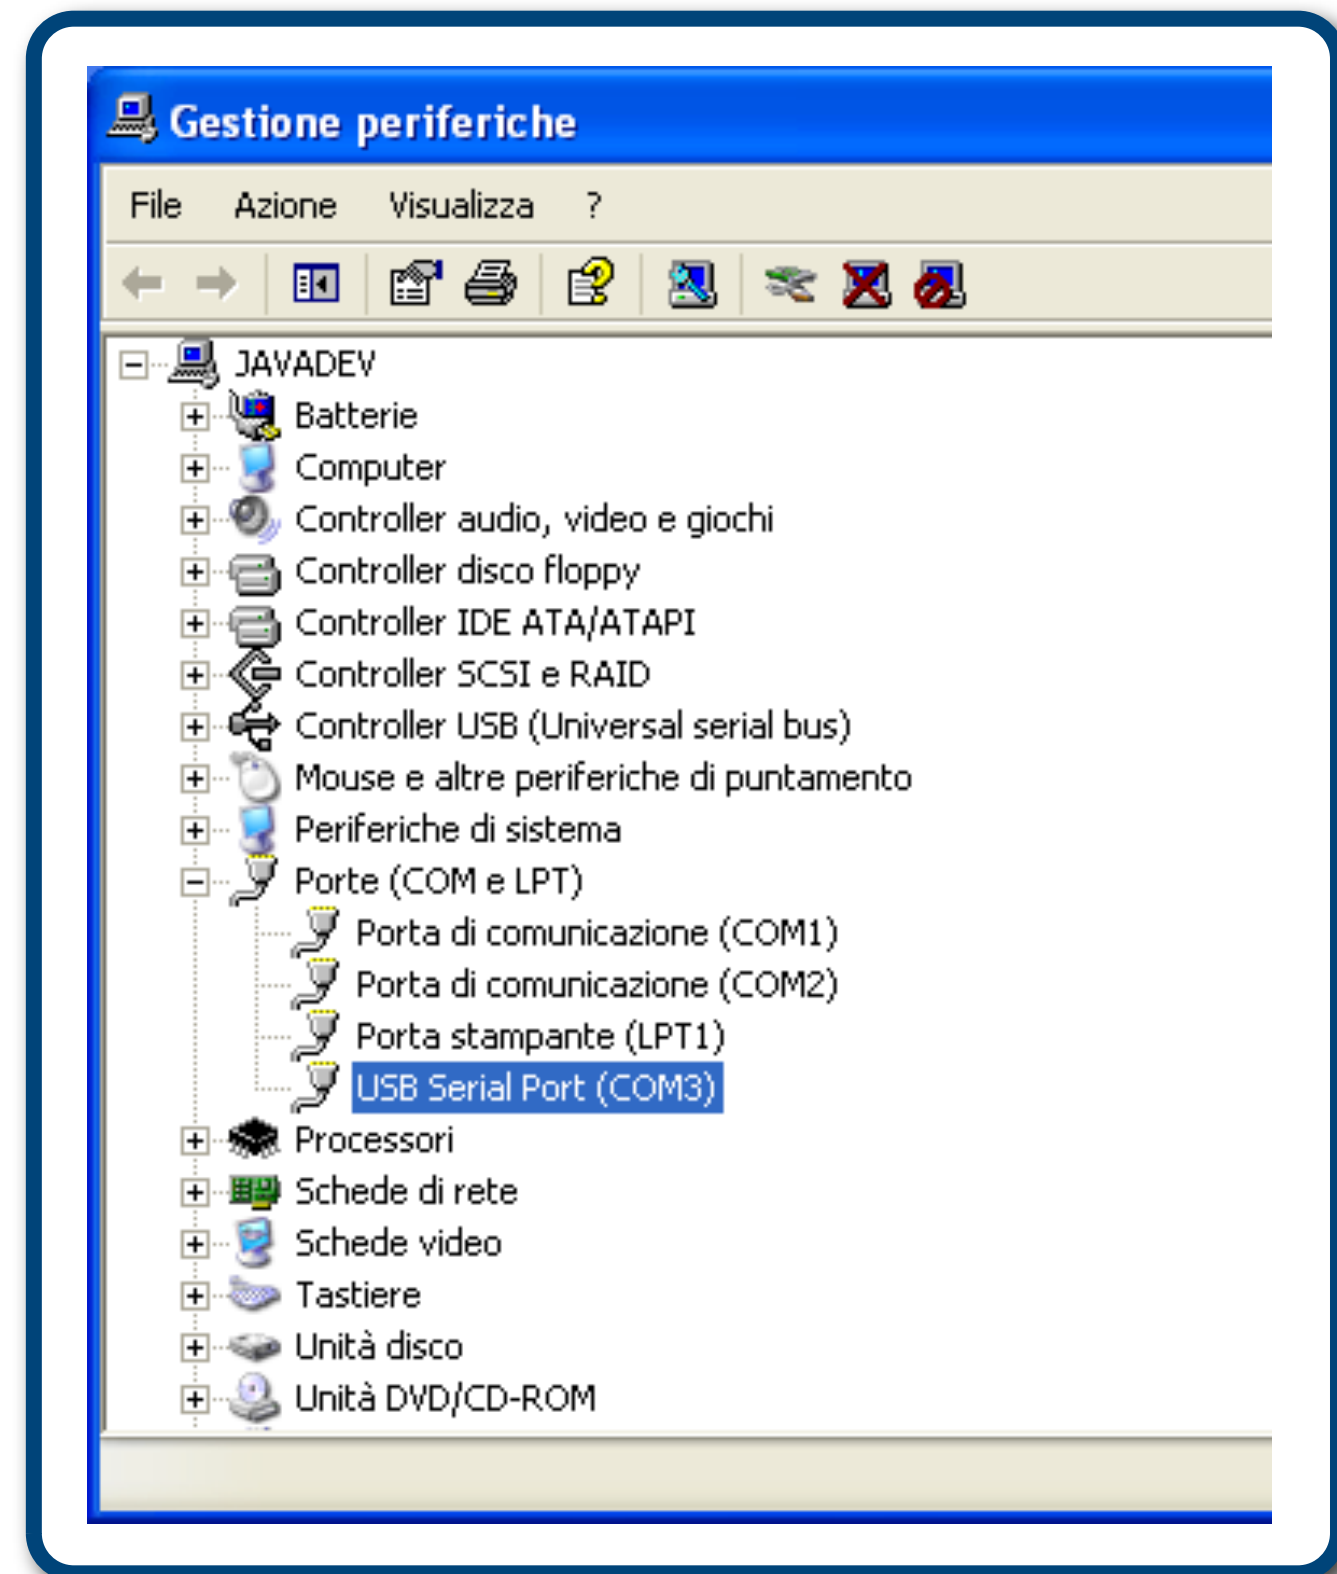 Gestione periferiche
File Azione Visualizza ?
JAVADEV
Batterie
Computer
Controller audio, video e giochi
Controller disco floppy
Controller IDE ATA/ATAPI
Controller SCSI e RAID
Controller USB (Universal serial bus)
Mouse e altre periferiche di puntamento
Periferiche di sistema
Porte (COM e LPT)
Porta di comunicazione (COM1)
Porta di comunicazione (COM2)
Porta stampante (LPT1)
USB Serial Port (COM3)
Processori
Schede di rete
Schede video
Tastiere
Unità disco
Unità DVD/CD-ROM